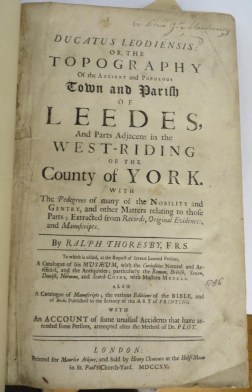 DUCATUS LEODIENSIS
OR, THE
TOPOGRAPHY
Of the ANCIENT and POPULOUS
Town and Parish
OF
LEEDES,
And Parts Adjacent in the
WEST-RIDING
OF THE
County of YORK.
WITH
The Pedegrees of many of the NOBILITY and
GENTRY, and other Matters relating to those
Parts; Extracted from Records, Original Evidences,
and Manuscripts.
By RALPH THORESBY, F.R.S.
To which is added, at the Request of several Learned Persons,
A Catalogue of his MUSÆUM, with the Curiosities Natural and Ar-
tificial, and the Antiquities; particularly the Roman, British, Saxon,
Danish, Norman, and Scotch COINS, with Modern MEDALS.
ALSO
A Catalogue of Manuscripts; the various Editions of the BIBLE, and
of Books Published in the Infancy of the ART of PRINTING.
WITH
An ACCOUNT of some unusual Accidents that have at-
tended some Persons, attempted after the Method of Dr. PLOT.
LONDON:
Printed for Maurice Atkins, and Sold by Henry Clements at the Half-Moon
in St. Paul's Church-Yard. MDCCXV.